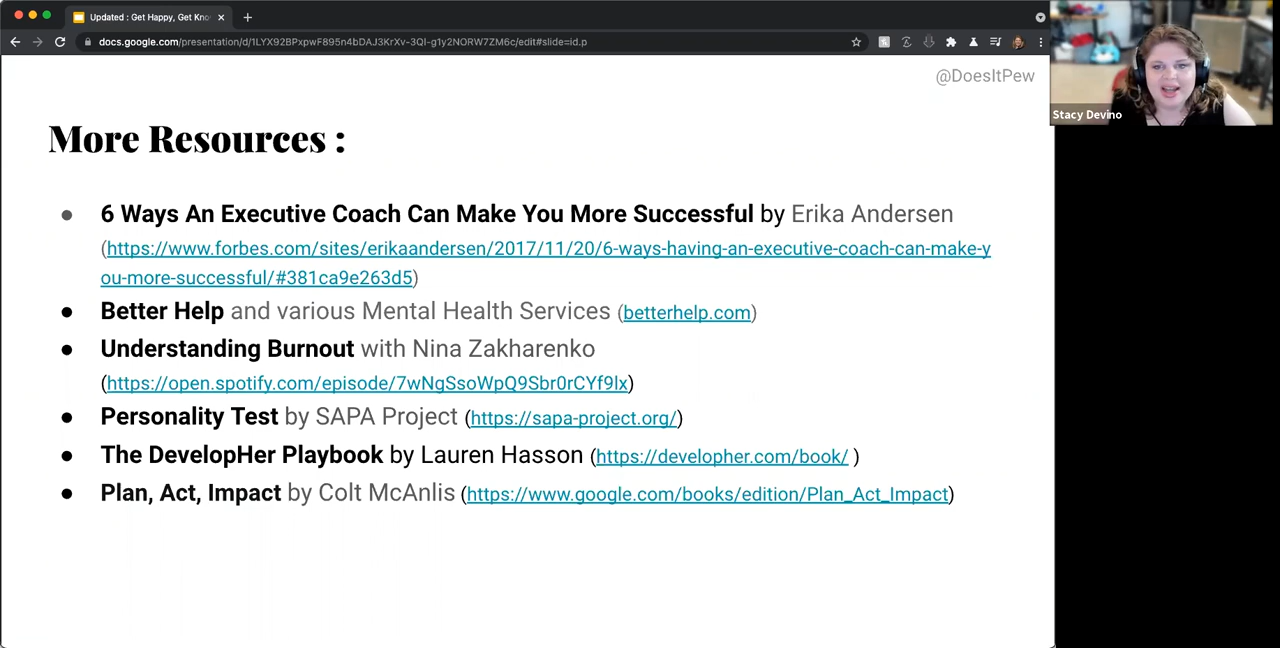 Updated : Get Happy, Get Kno
docs.google.com/presentation/d/1LYX92BPxpwF895n4bDAJ3KrXv-3QI-g1y2NORW7ZM6c/edit#slide=id.p
@DoesItPew
Stacy Devino
More Resources :
● 6 Ways An Executive Coach Can Make You More Successful by Erika Andersen
(https://www.forbes.com/sites/erikaandersen/2017/11/20/6-ways-having-an-executive-coach-can-make-y
ou-more-successful/#381ca9e263d5)
● Better Help and various Mental Health Services (betterhelp.com)
● Understanding Burnout with Nina Zakharenko
(https://open.spotify.com/episode/7wNgSsoWpQ9Sbr0rCYf9lx)
● Personality Test by SAPA Project (https://sapa-project.org/)
● The DevelopHer Playbook by Lauren Hasson (https://developher.com/book/ )
● Plan, Act, Impact by Colt McAnlis (https://www.google.com/books/edition/Plan_Act_Impact)